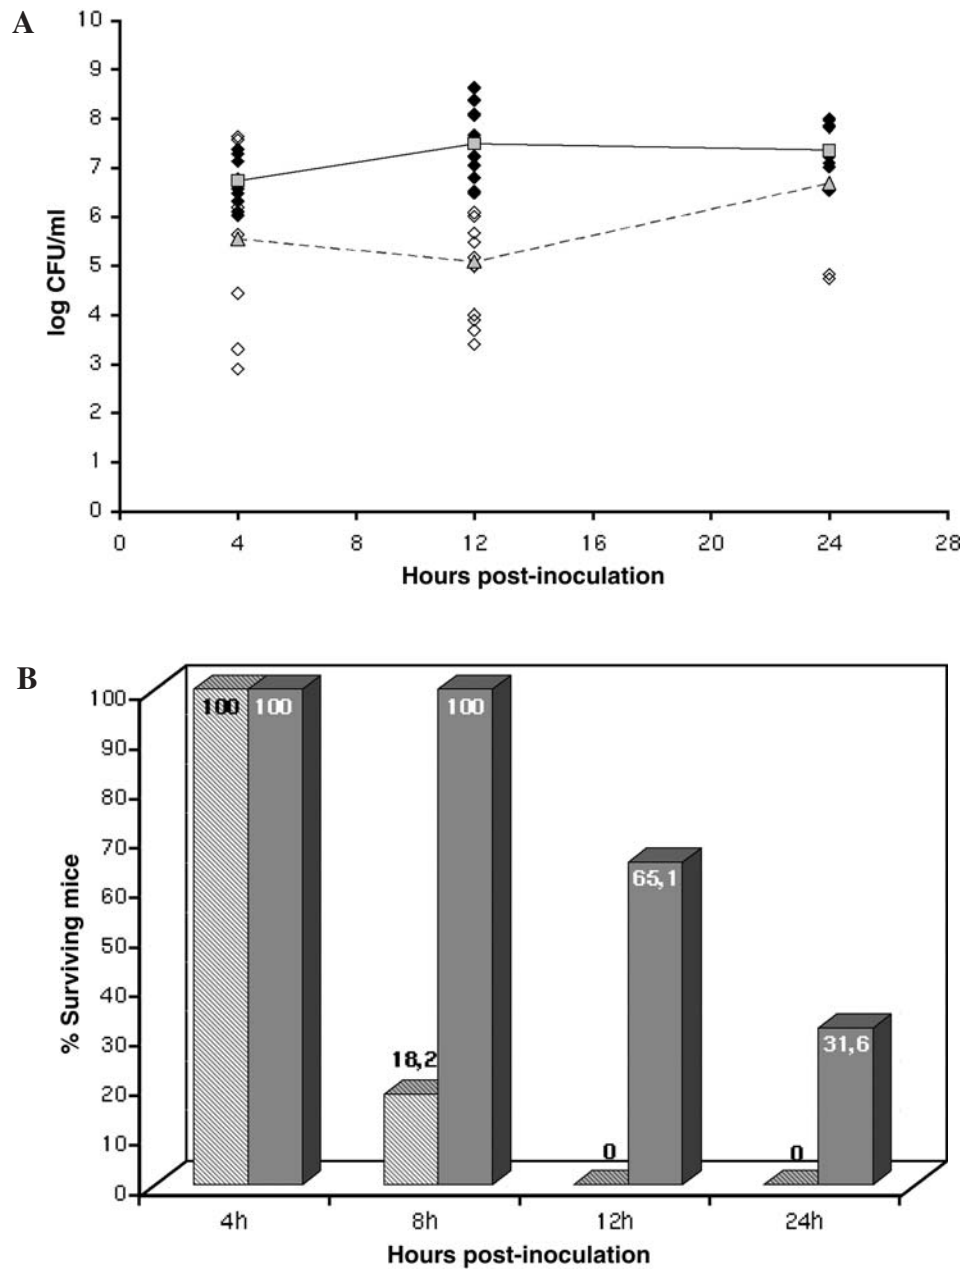 A
10
9
8
7
6
5
4
3
2
1
0
log CFU/ml
0 4 8 12 16 20 24 28
Hours post-inoculation
B
100
90
80
70
60
50
40
30
20
10
0
% Surviving mice
100 100 100
65,1
31,6
18,2
0 0
4h 8h 12h 24h
Hours post-inoculation